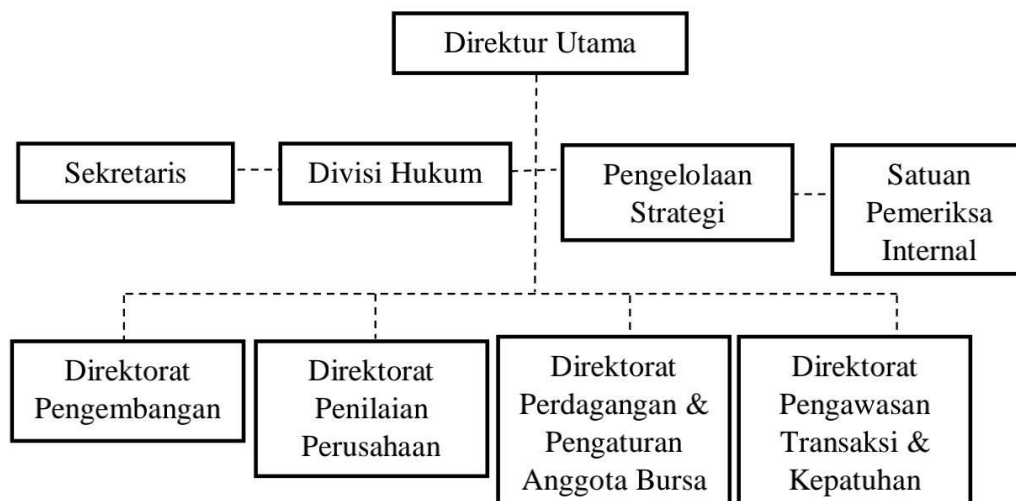 Direktur Utama
Sekretaris
Divisi Hukum
Pengelolaan
Strategi
Satuan
Pemeriksa
Internal
Direktorat
Pengembangan
Direktorat
Penilaian
Perusahaan
Direktorat
Perdagangan &
Pengaturan
Anggota Bursa
Direktorat
Pengawasan
Transaksi &
Kepatuhan